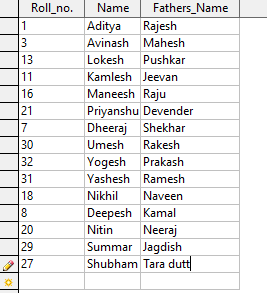 Roll_no. Name Fathers_Name
1 Aditya Rajesh
3 Avinash Mahesh
13 Lokesh Pushkar
11 Kamlesh Jeevan
16 Maneesh Raju
21 Priyanshu Devender
7 Dheeraj Shekhar
30 Umesh Rakesh
32 Yogesh Prakash
31 Yashesh Ramesh
18 Nikhil Naveen
8 Deepesh Kamal
20 Nitin Neeraj
29 Summar Jagdish
27 Shubham Tara dutt